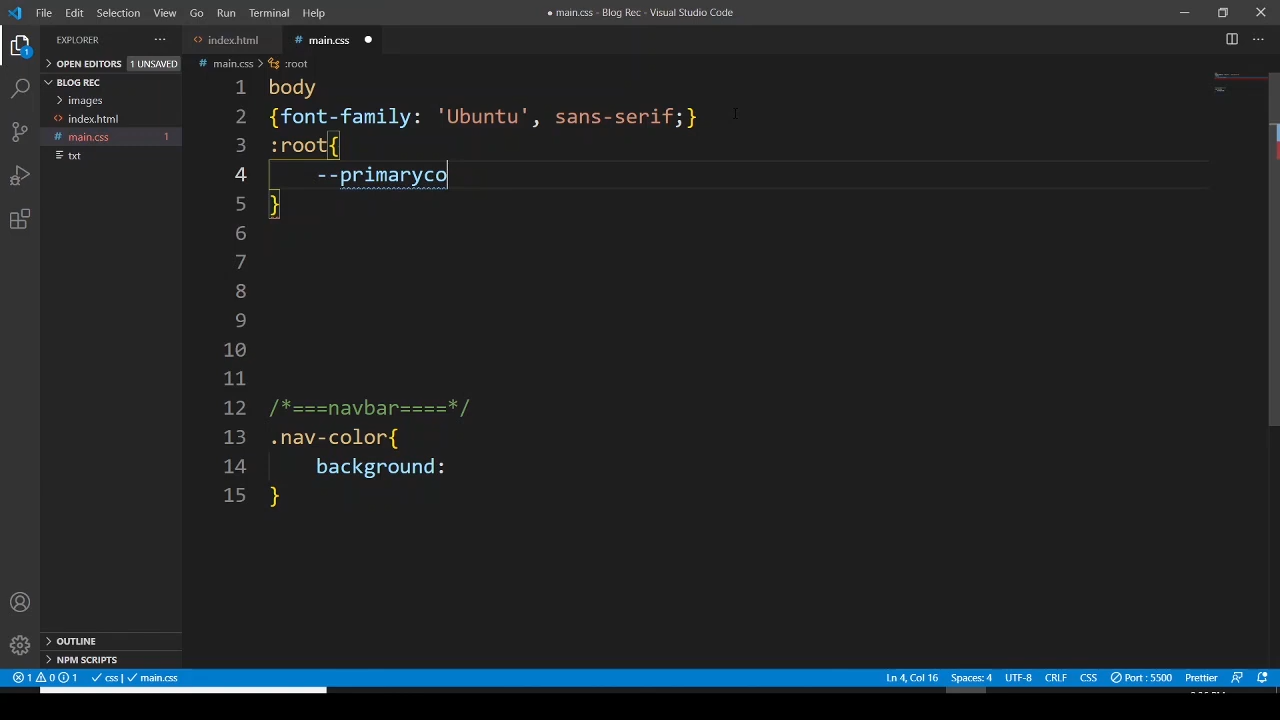 File Edit Selection View Go Run Terminal Help
● main.css - Blog Rec - Visual Studio Code
EXPLORER
index.html
main.css
OPEN EDITORS 1 UNSAVED
main.css > :root
BLOG REC
images
index.html
main.css 1
txt
1
1 body
2 {font-family: 'Ubuntu', sans-serif;}
3 :root{
4 --primaryco
5 }
6
7
8
9
10
11
12 /*===navbar====*/
13 .nav-color{
14 background:
15 }
OUTLINE
NPM SCRIPTS
1 0 1 css | main.css Ln 4, Col 16 Spaces: 4 UTF-8 CRLF CSS Port : 5500 Prettier